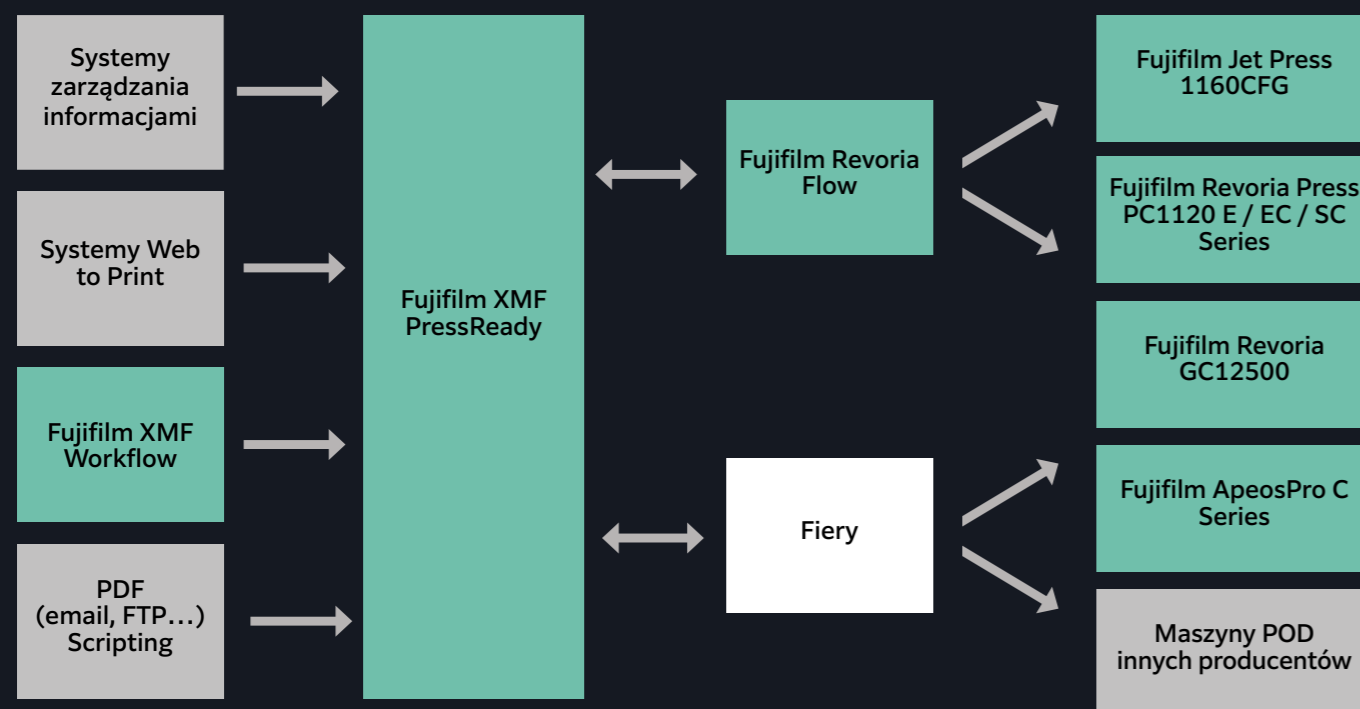 Systemy
zarządzania
informacjami
Systemy Web
to Print
Fujifilm XMF
Workflow
PDF
(email, FTP...)
Scripting
Fujifilm XMF
PressReady
Fujifilm Revoria
Flow
Fiery
Fujifilm Jet Press
1160CFG
Fujifilm Revoria Press
PC1120 E / EC / SC
Series
Fujifilm Revoria
GC12500
Fujifilm ApeosPro C
Series
Maszyny POD
innych producentów